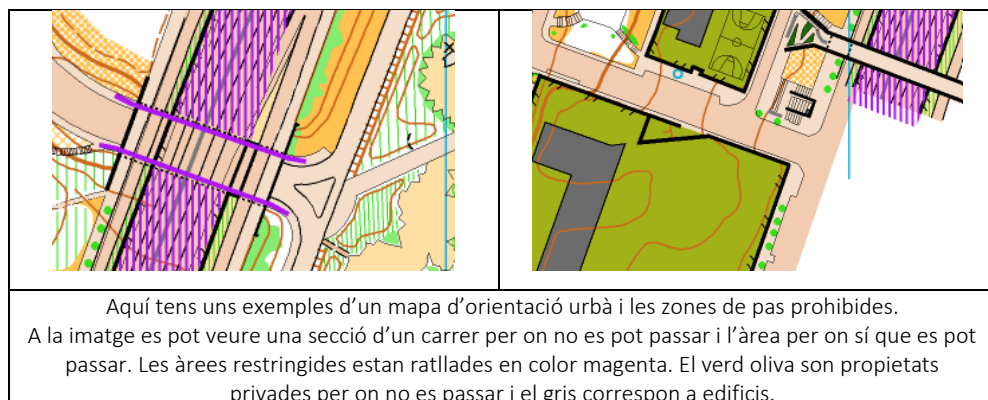 Aquí tens uns exemples d'un mapa d'orientació urbà i les zones de pas prohibides.
A la imatge es pot veure una secció d'un carrer per on no es pot passar i l'àrea per on sí que es pot
passar. Les àrees restringides estan ratllades en color magenta. El verd oliva son propietats
privades per on no es passar i el gris correspon a edificis.